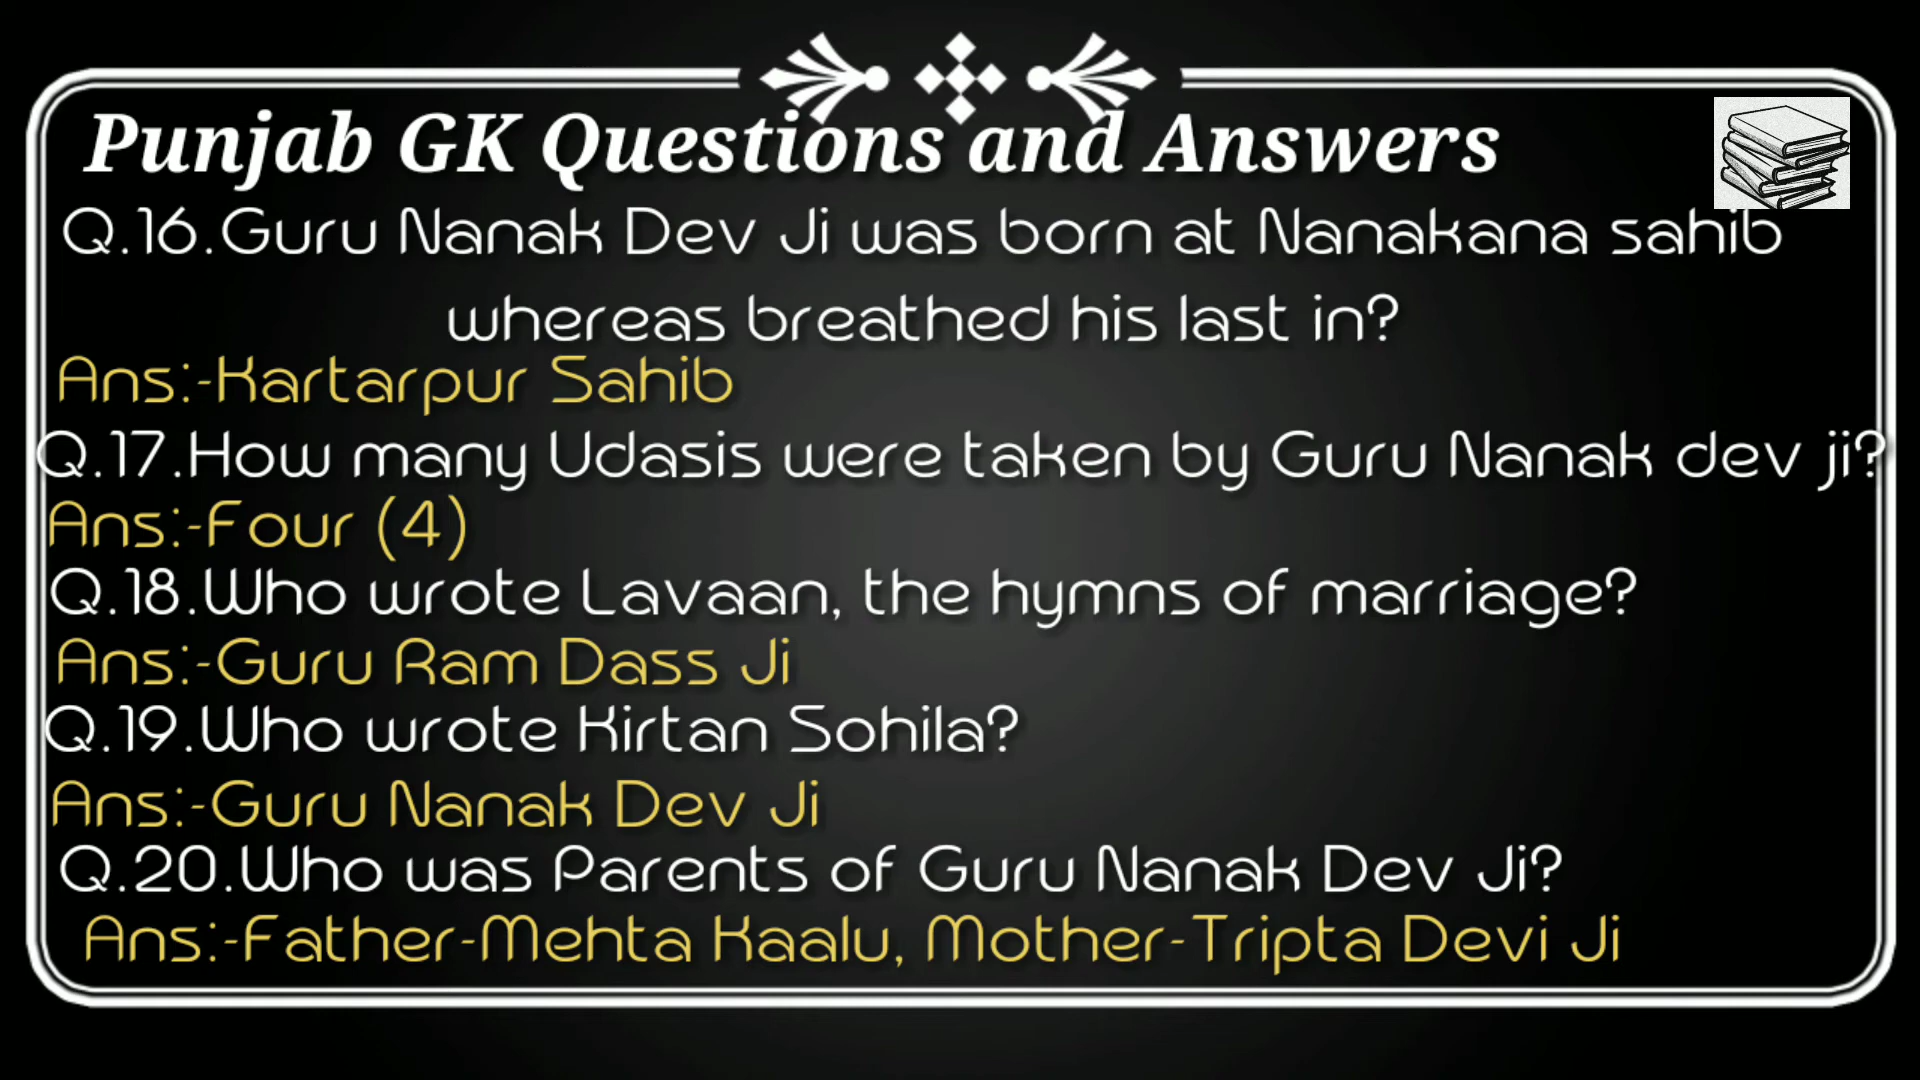 Punjab GK Questions and Answers
Q.16.Guru Nanak Dev Ji was born at Nanakana sahib
whereas breathed his last in?
Ans:-Kartarpur Sahib
Q.17.How many Udasis were taken by Guru Nanak dev ji?
Ans:-Four (4)
Q.18.Who wrote Lavaan, the hymns of marriage?
Ans:-Guru Ram Dass Ji
Q.19.Who wrote Kirtan Sohila?
Ans:-Guru Nanak Dev Ji
Q.20.Who was Parents of Guru Nanak Dev Ji?
Ans:-Father-Mehta Kaalu, Mother-Tripta Devi Ji